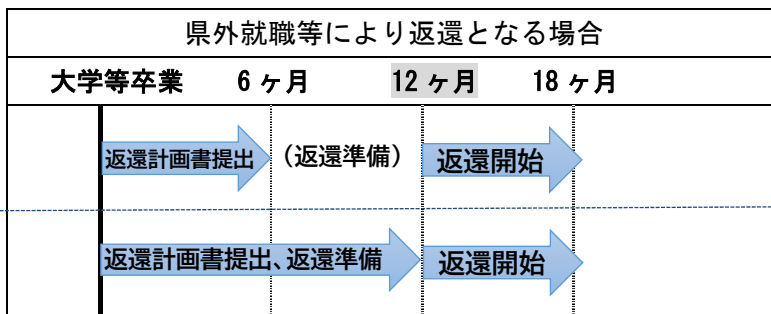 県外就職等により返還となる場合
大学等卒業 6ヶ月 12ヶ月 18ヶ月
返還計画書提出 (返還準備) 返還開始
返還計画書提出、返還準備 返還開始